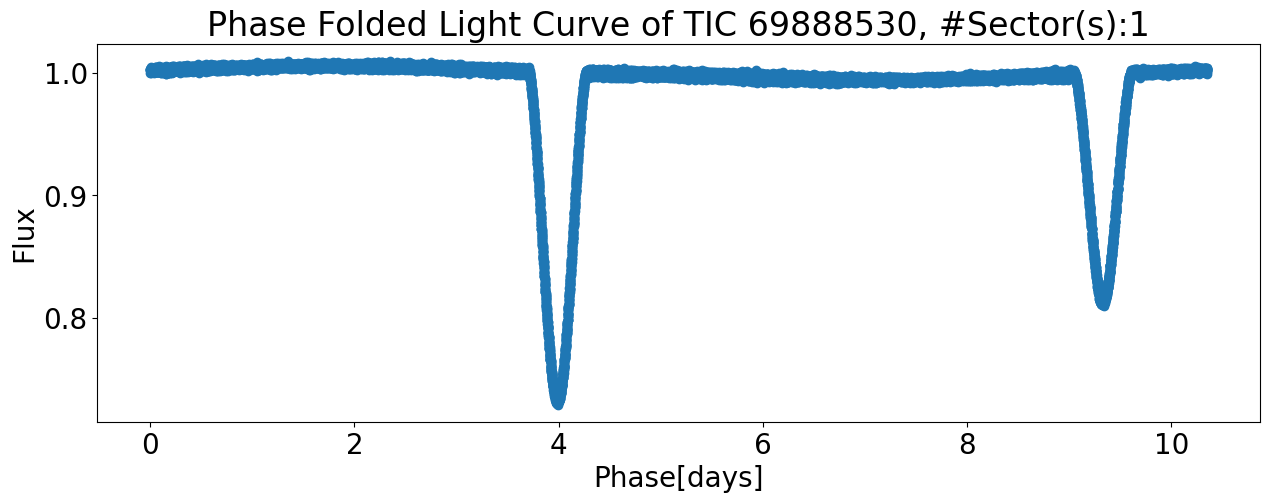 Phase Folded Light Curve of TIC 69888530, #Sector(s):1
1.0
0.9
0.8
Flux
0 2 4 6 8 10
Phase[days]